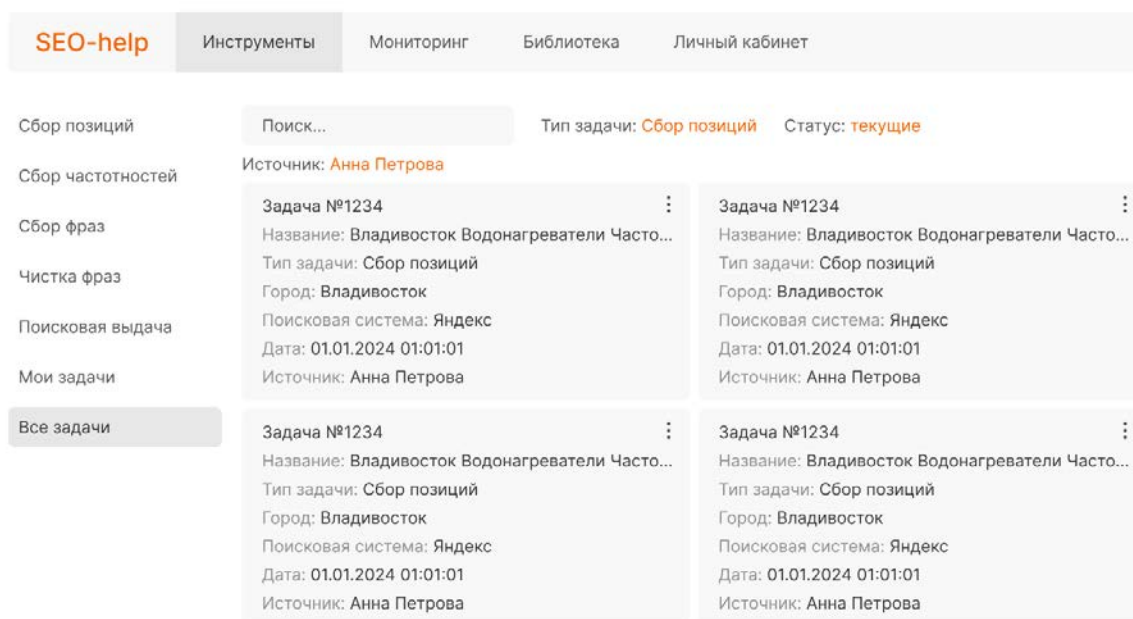 SEO-help Инструменты Мониторинг Библиотека Личный кабинет
Сбор позиций
Сбор частотностей
Сбор фраз
Чистка фраз
Поисковая выдача
Мои задачи
Все задачи
Поиск... Тип задачи: Сбор позиций Статус: текущие
Источник: Анна Петрова
Задача №1234
Название: Владивосток Водонагреватели Часто...
Тип задачи: Сбор позиций
Город: Владивосток
Поисковая система: Яндекс
Дата: 01.01.2024 01:01:01
Источник: Анна Петрова
Задача №1234
Название: Владивосток Водонагреватели Часто...
Тип задачи: Сбор позиций
Город: Владивосток
Поисковая система: Яндекс
Дата: 01.01.2024 01:01:01
Источник: Анна Петрова
Задача №1234
Название: Владивосток Водонагреватели Часто...
Тип задачи: Сбор позиций
Город: Владивосток
Поисковая система: Яндекс
Дата: 01.01.2024 01:01:01
Источник: Анна Петрова
Задача №1234
Название: Владивосток Водонагреватели Часто...
Тип задачи: Сбор позиций
Город: Владивосток
Поисковая система: Яндекс
Дата: 01.01.2024 01:01:01
Источник: Анна Петрова